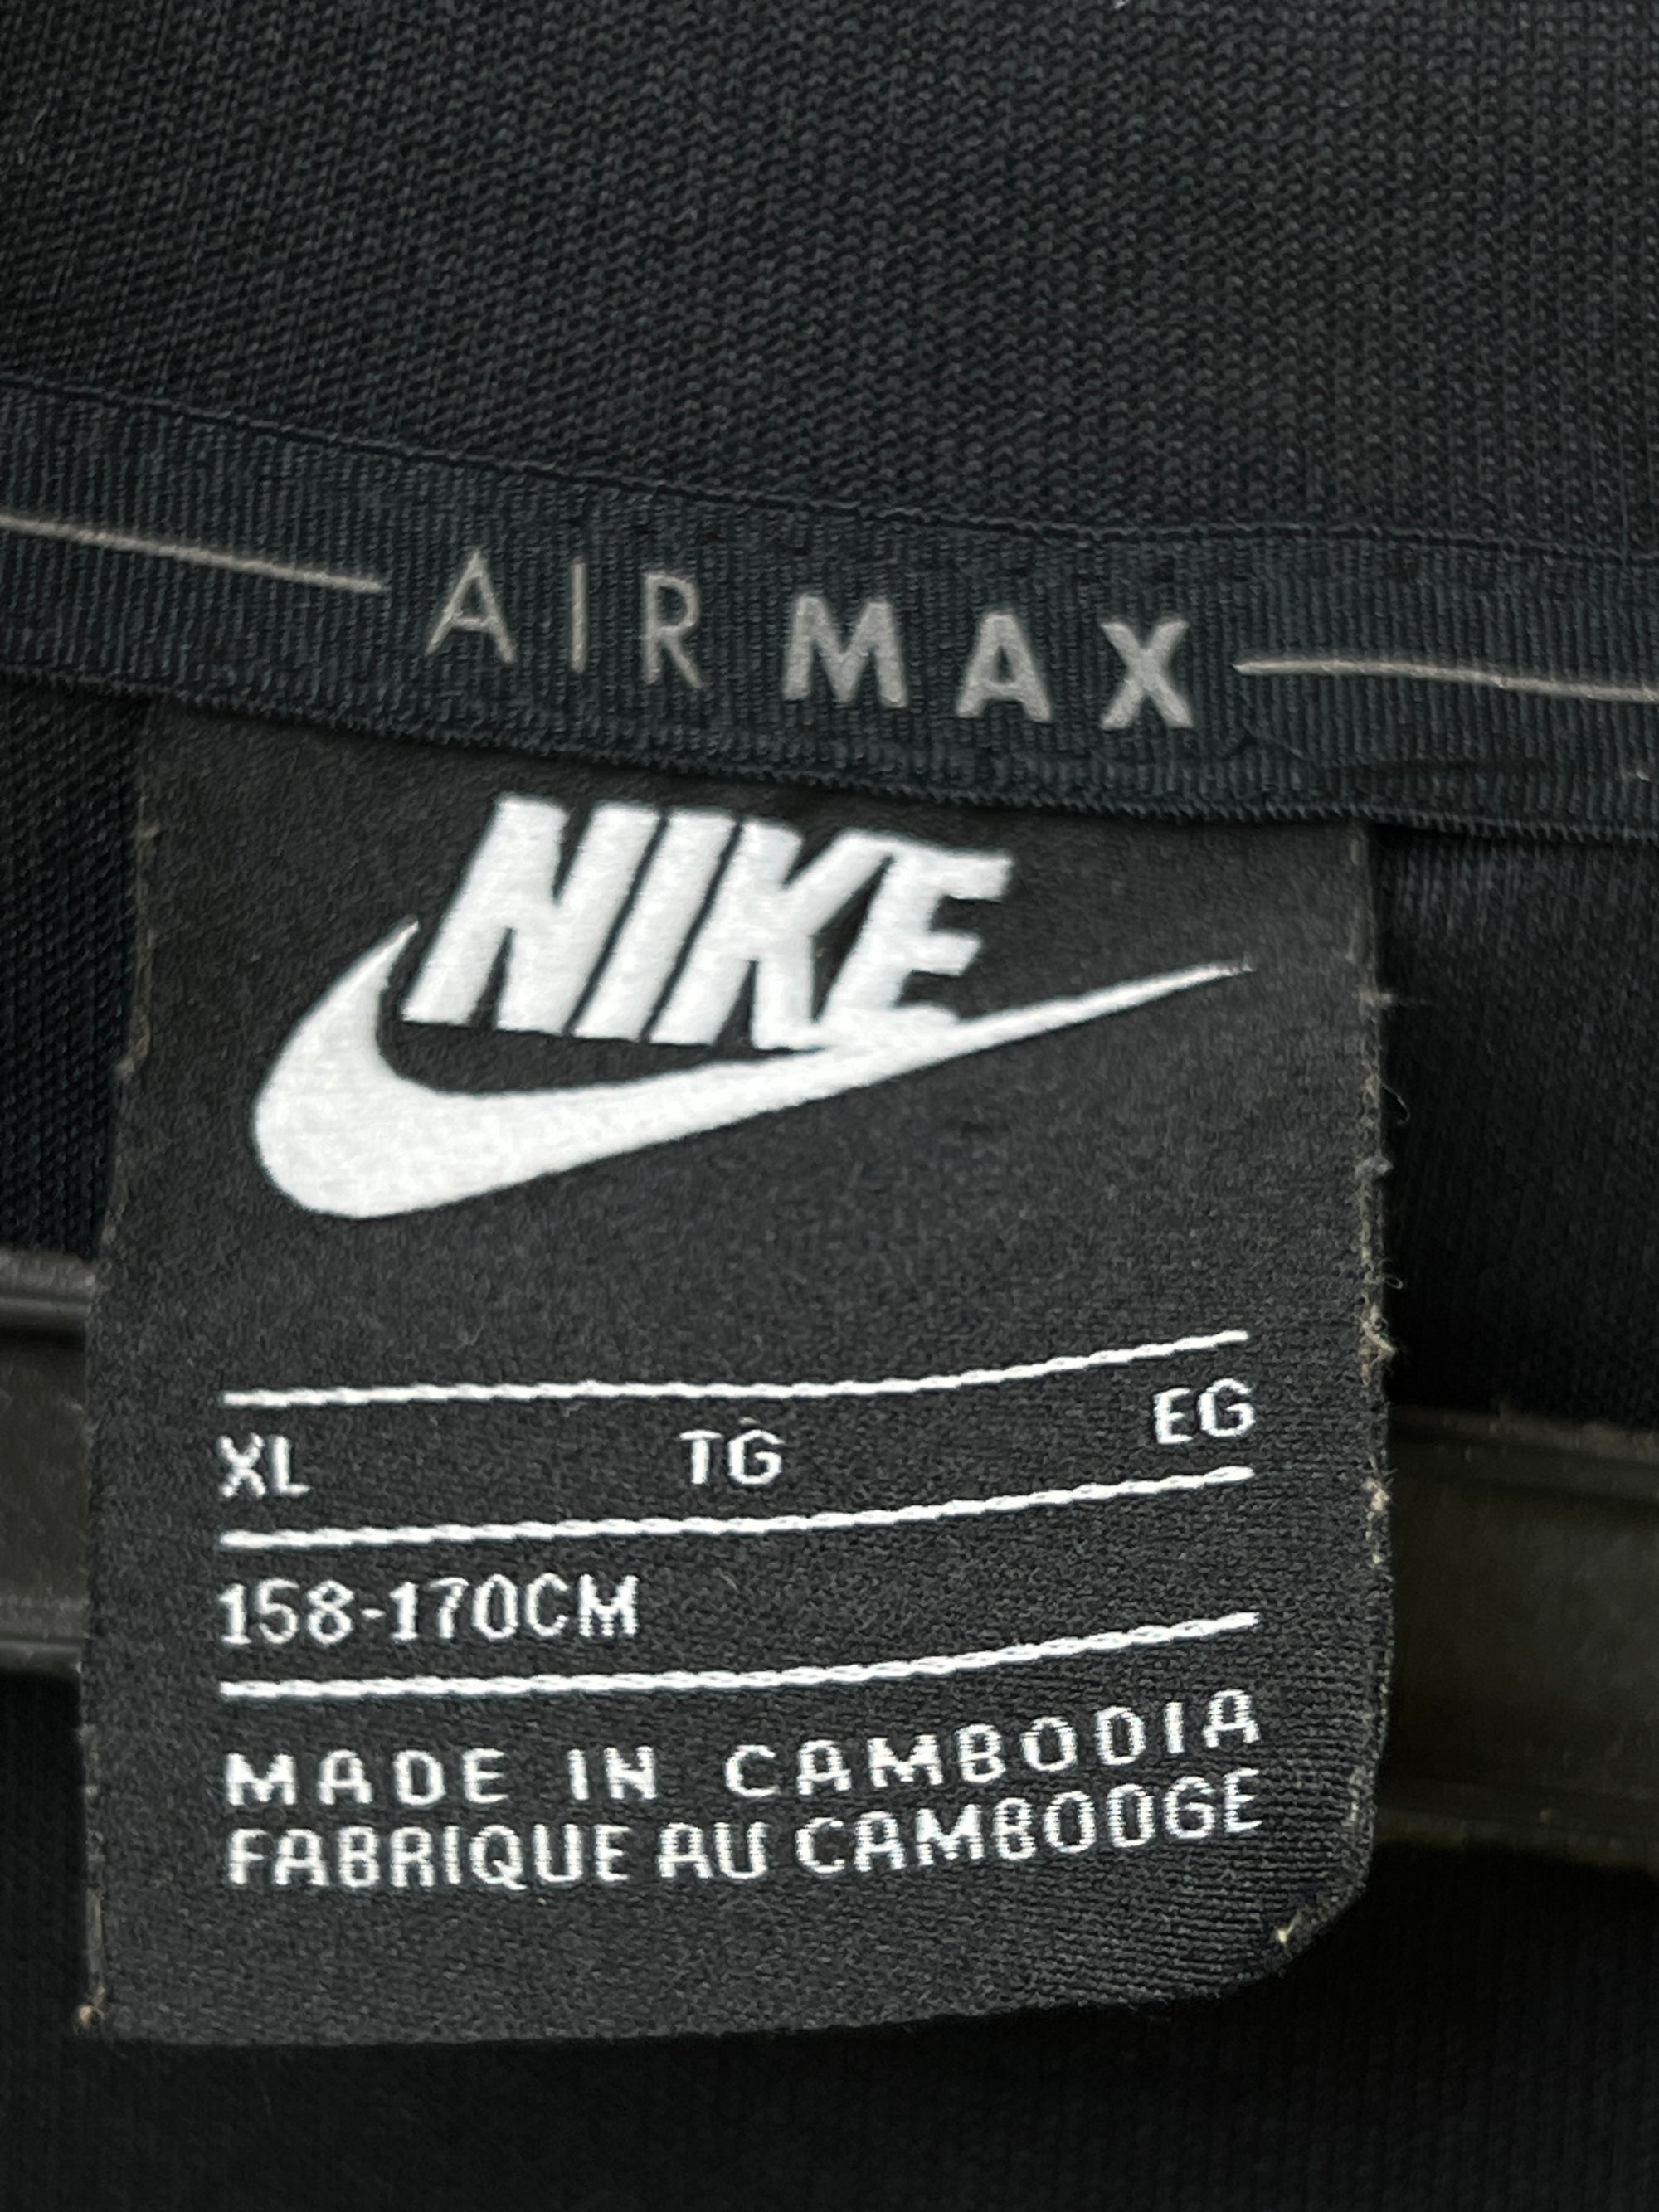 AIR MAX
NIKE
XL TG EG
158-170CM
MADE IN CAMBODIA
FABRIQUE AU CAMBODGE